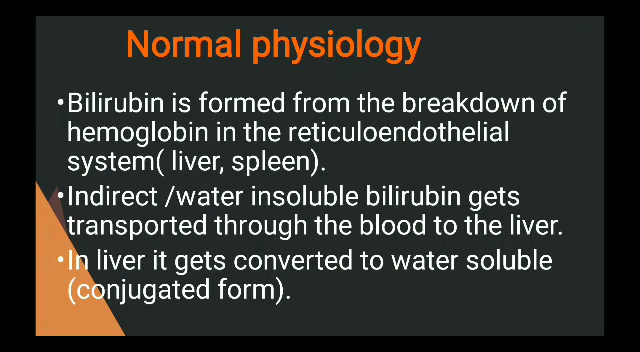 Normal physiology
•Bilirubin is formed from the breakdown of
hemoglobin in the reticuloendothelial
system( liver, spleen).
•Indirect /water insoluble bilirubin gets
transported through the blood to the liver.
•In liver it gets converted to water soluble
(conjugated form).